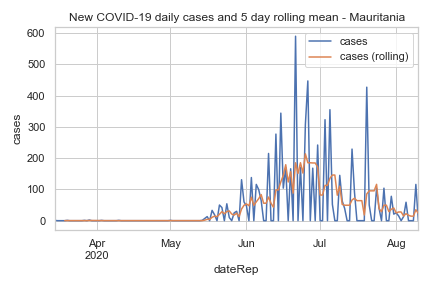 New COVID-19 daily cases and 5 day rolling mean - Mauritania
cases
cases (rolling)
600
500
400
300
200
100
0
cases
Apr
2020
May
Jun
Jul
Aug
dateRep